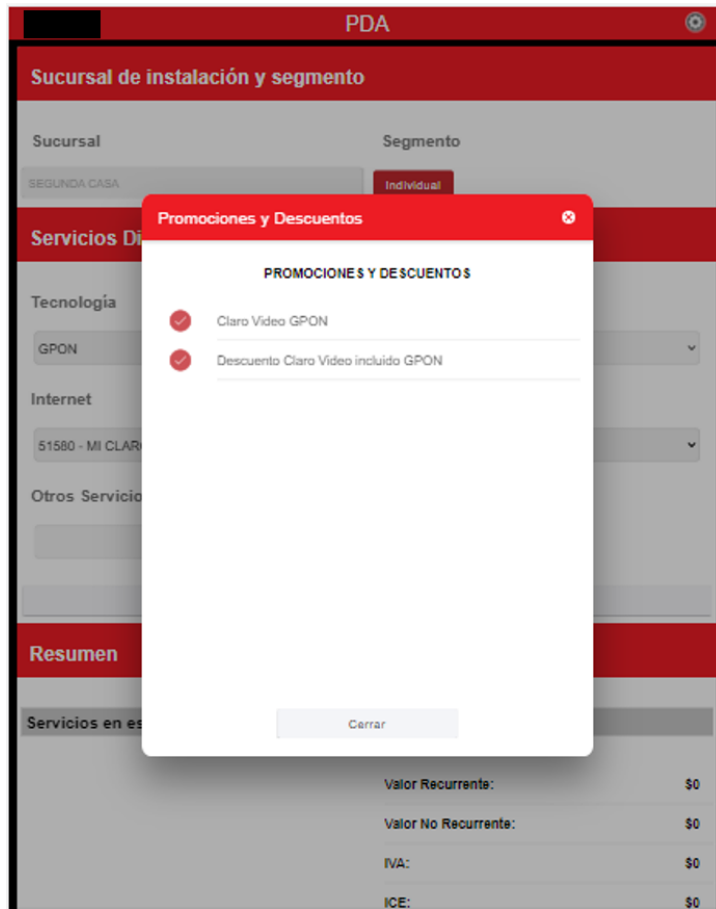 PDA
Sucursal de instalación y segmento
Sucursal
Segmento
SEGUNDA CASA
Individual
Promociones y Descuentos
Servicios Di
PROMOCIONES Y DESCUENTOS
Tecnología
Claro Video GPON
GPON
Descuento Claro Video incluido GPON
Internet
51580 - MI CLAR
Otros Servicio
Resumen
Servicios en es
Cerrar
Valor Recurrente: $0
Valor No Recurrente: $0
IVA: $0
ICE: $0